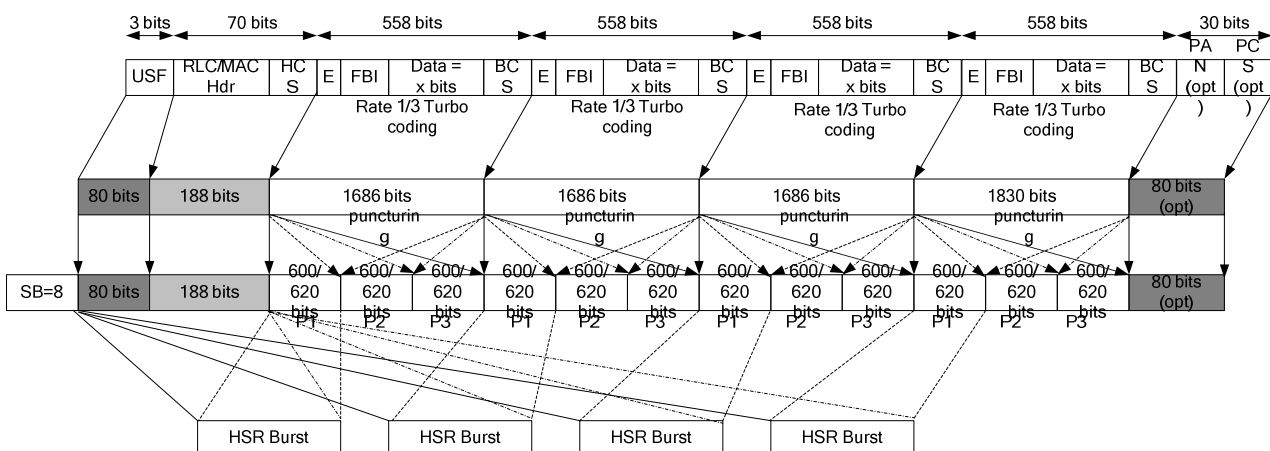 3 bits 70 bits 558 bits 558 bits 558 bits 558 bits 30 bits
USF RLC/MAC Hdr HC S E FBI Data = x bits BC S E FBI Data = x bits BC S E FBI Data = x bits BC S E FBI Data = x bits BC S PA N (opt ) PC S (opt )
Rate 1/3 Turbo coding Rate 1/3 Turbo coding Rate 1/3 Turbo coding Rate 1/3 Turbo coding
80 bits 188 bits 1686 bits puncturin g 1686 bits puncturin g 1686 bits puncturin g 1830 bits puncturin g 80 bits (opt)
SB=8 80 bits 188 bits 600/ 620 bits P1 600/ 620 bits P2 600/ 620 bits P3 600/ 620 bits P1 600/ 620 bits P2 600/ 620 bits P3 600/ 620 bits P1 600/ 620 bits P2 600/ 620 bits P3 600/ 620 bits P1 600/ 620 bits P2 600/ 620 bits P3 80 bits (opt)
HSR Burst HSR Burst HSR Burst HSR Burst